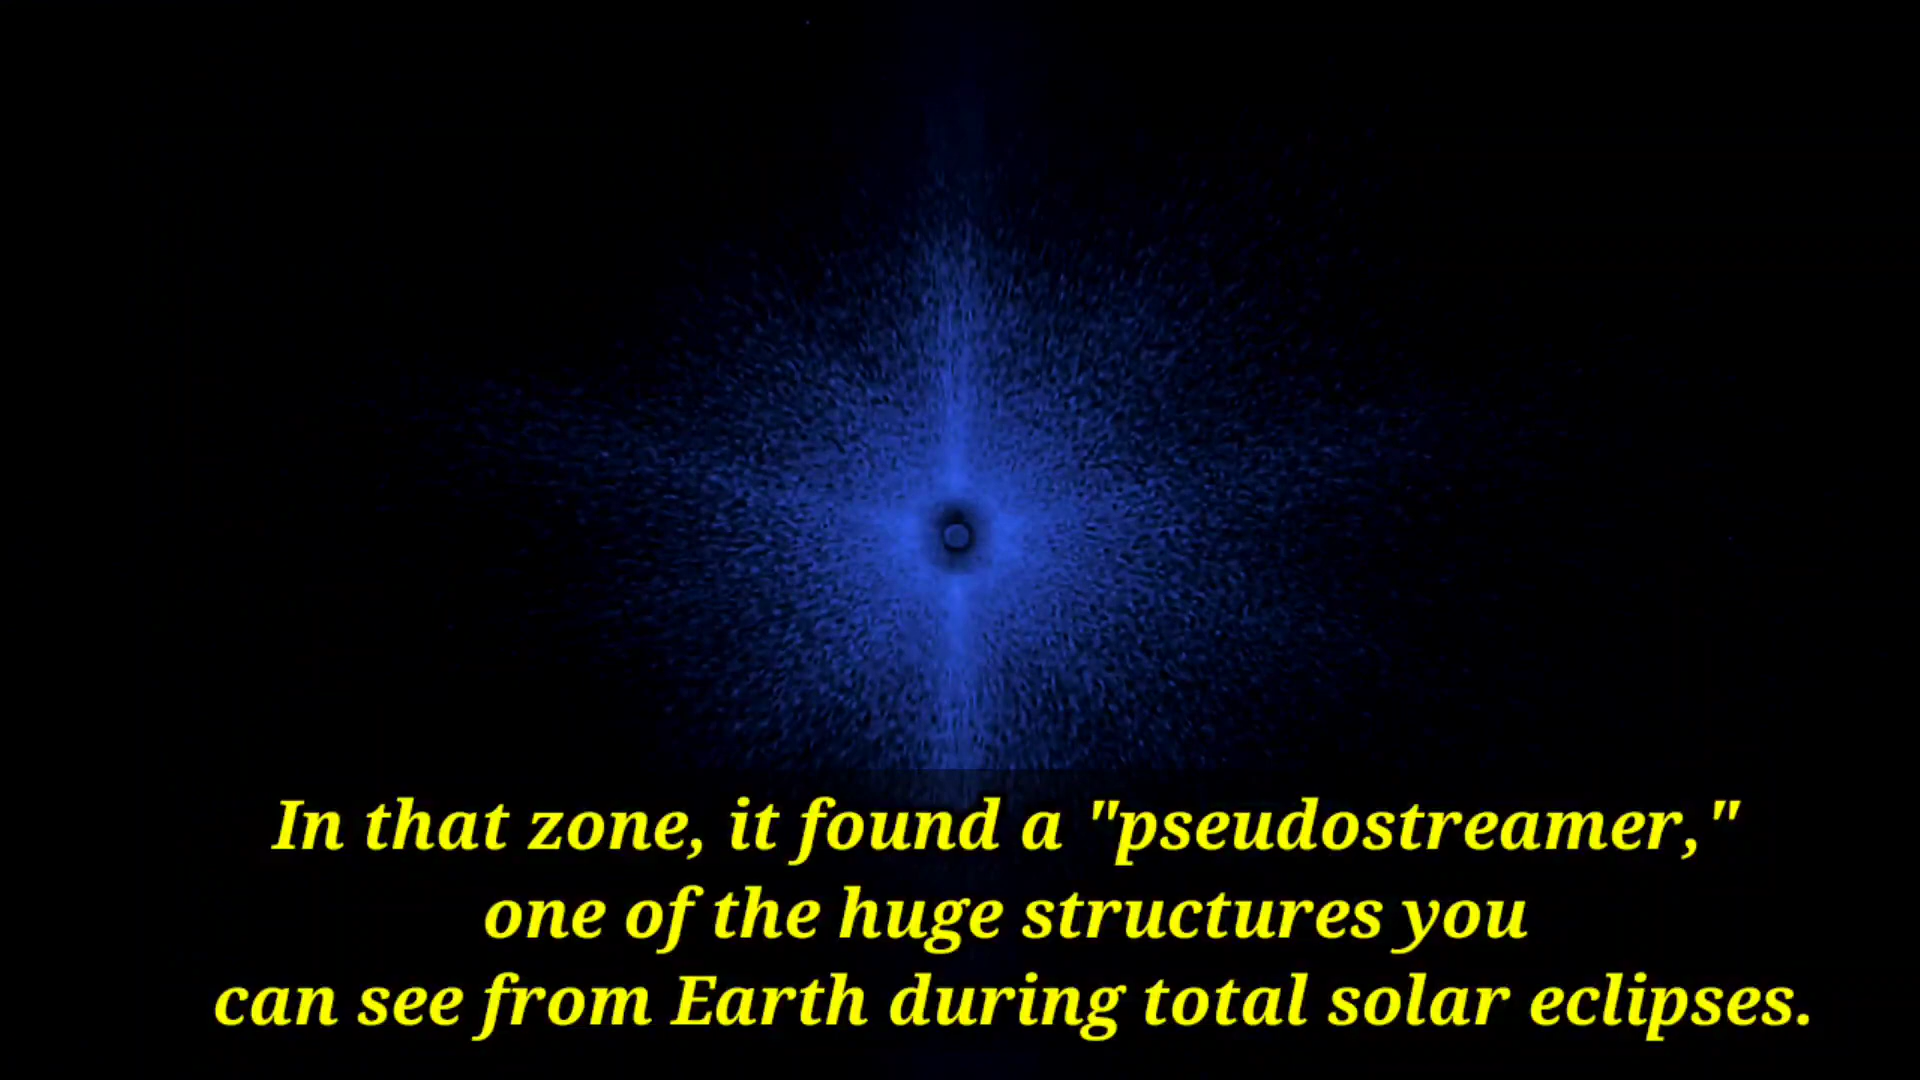 In that zone, it found a "pseudostreamer,"
one of the huge structures you
can see from Earth during total solar eclipses.